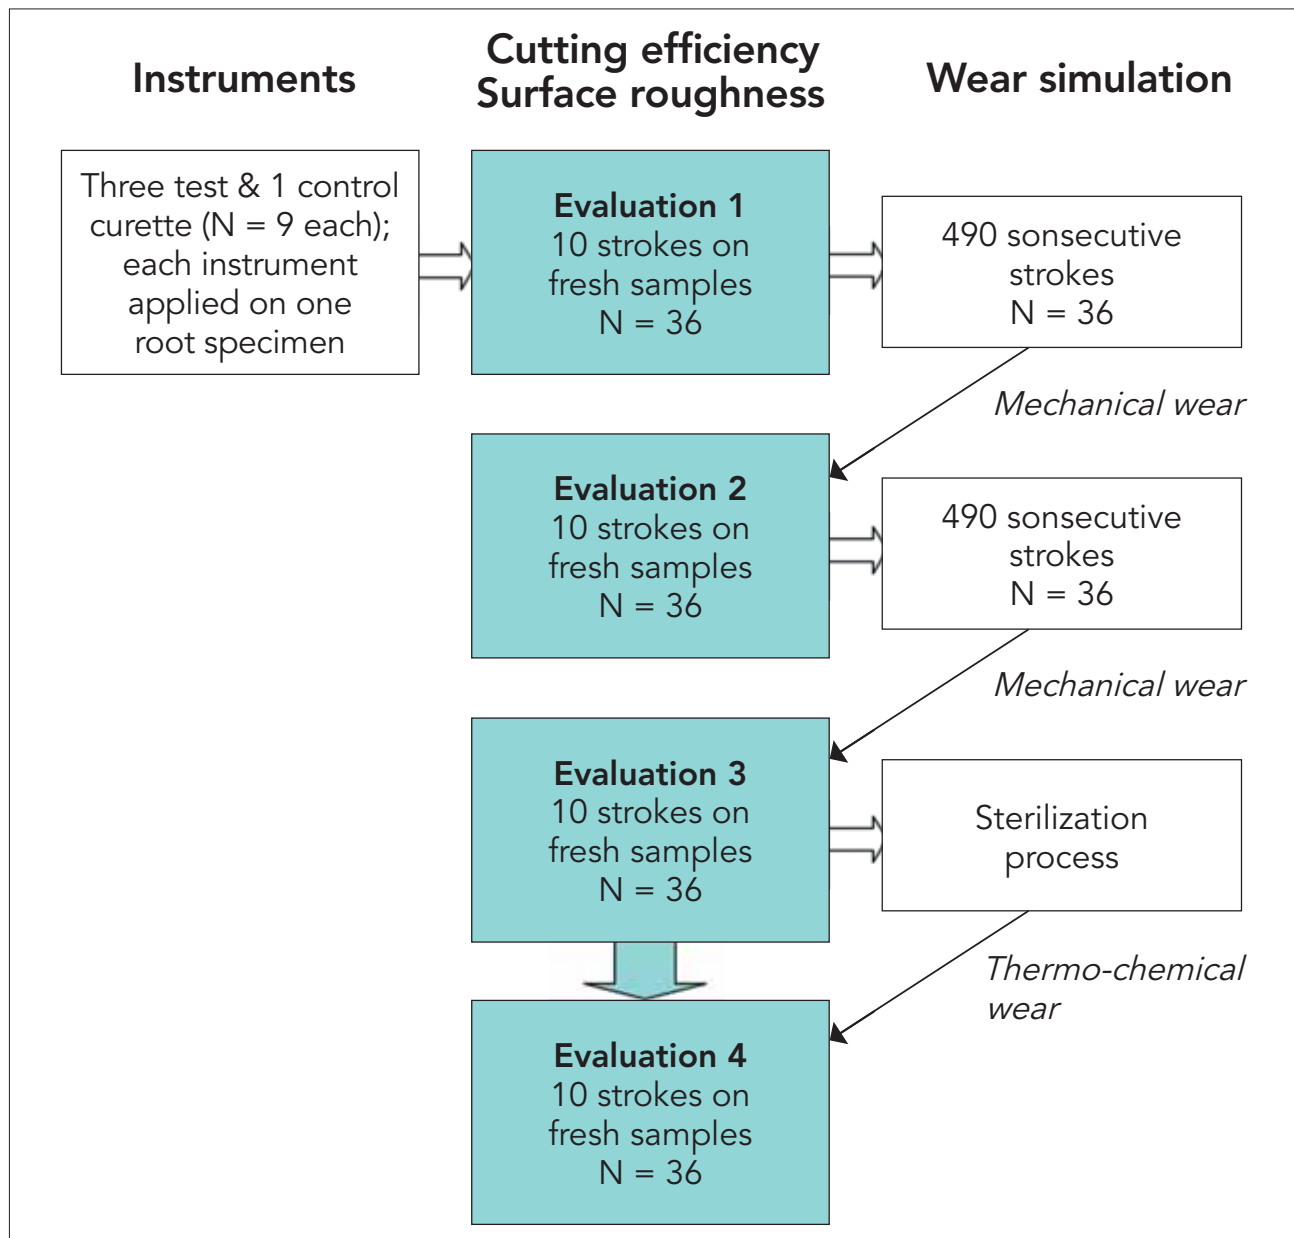 Instruments
Cutting efficiency
Surface roughness
Wear simulation
Three test & 1 control
curette (N = 9 each);
each instrument
applied on one
root specimen
Evaluation 1
10 strokes on
fresh samples
N = 36
490 sonsecutive
strokes
N = 36
Mechanical wear
Evaluation 2
10 strokes on
fresh samples
N = 36
490 sonsecutive
strokes
N = 36
Mechanical wear
Evaluation 3
10 strokes on
fresh samples
N = 36
Sterilization
process
Thermo-chemical
wear
Evaluation 4
10 strokes on
fresh samples
N = 36